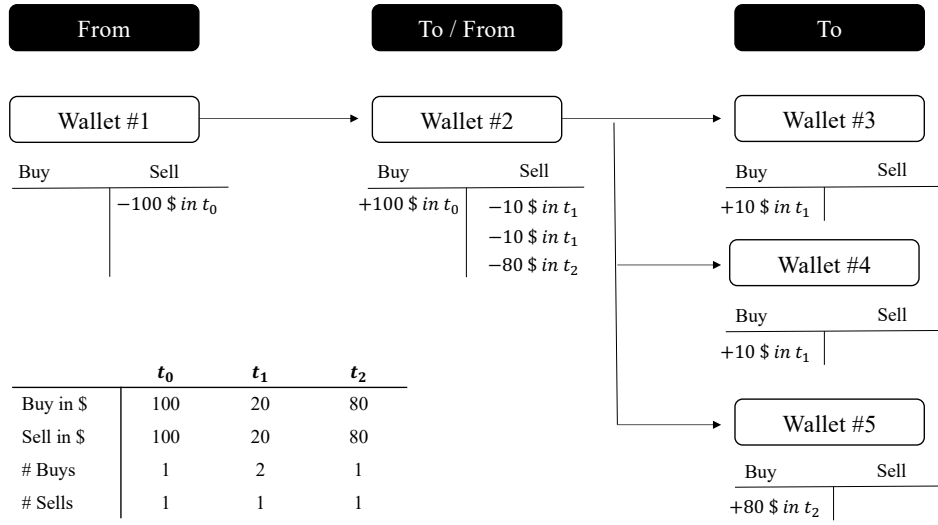 From
To / From
To
Wallet #1
Wallet #2
Wallet #3
Buy Sell
−100 $ in t₀
Buy Sell
+100 $ in t₀ −10 $ in t₁
−10 $ in t₁
−80 $ in t₂
Buy Sell
+10 $ in t₁
Wallet #4
Buy Sell
+10 $ in t₁
Wallet #5
Buy Sell
+80 $ in t₂
t₀ t₁ t₂
Buy in $ 100 20 80
Sell in $ 100 20 80
# Buys 1 2 1
# Sells 1 1 1